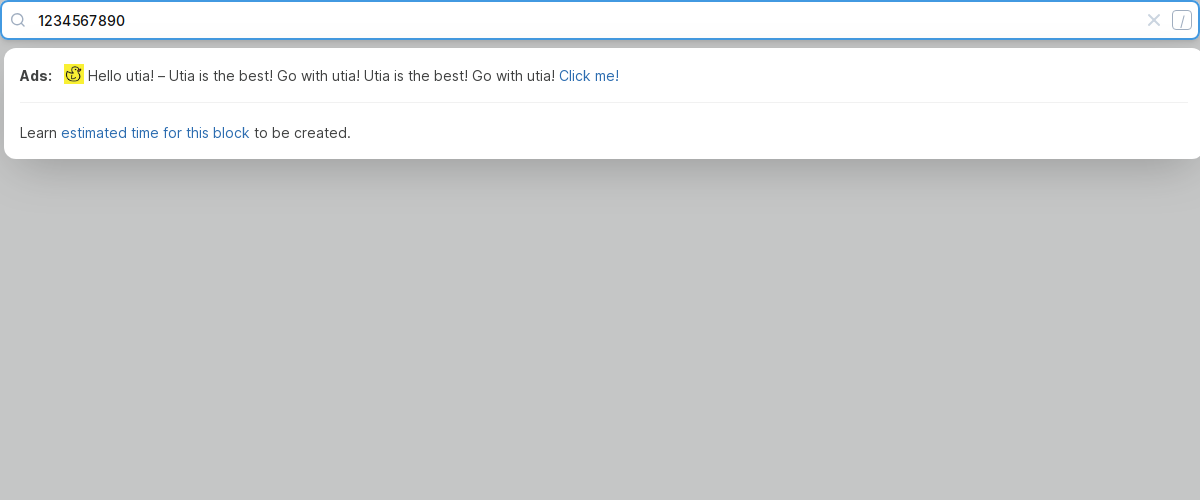 1234567890
/
Ads: Hello utia! – Utia is the best! Go with utia! Utia is the best! Go with utia! Click me!
Learn estimated time for this block to be created.